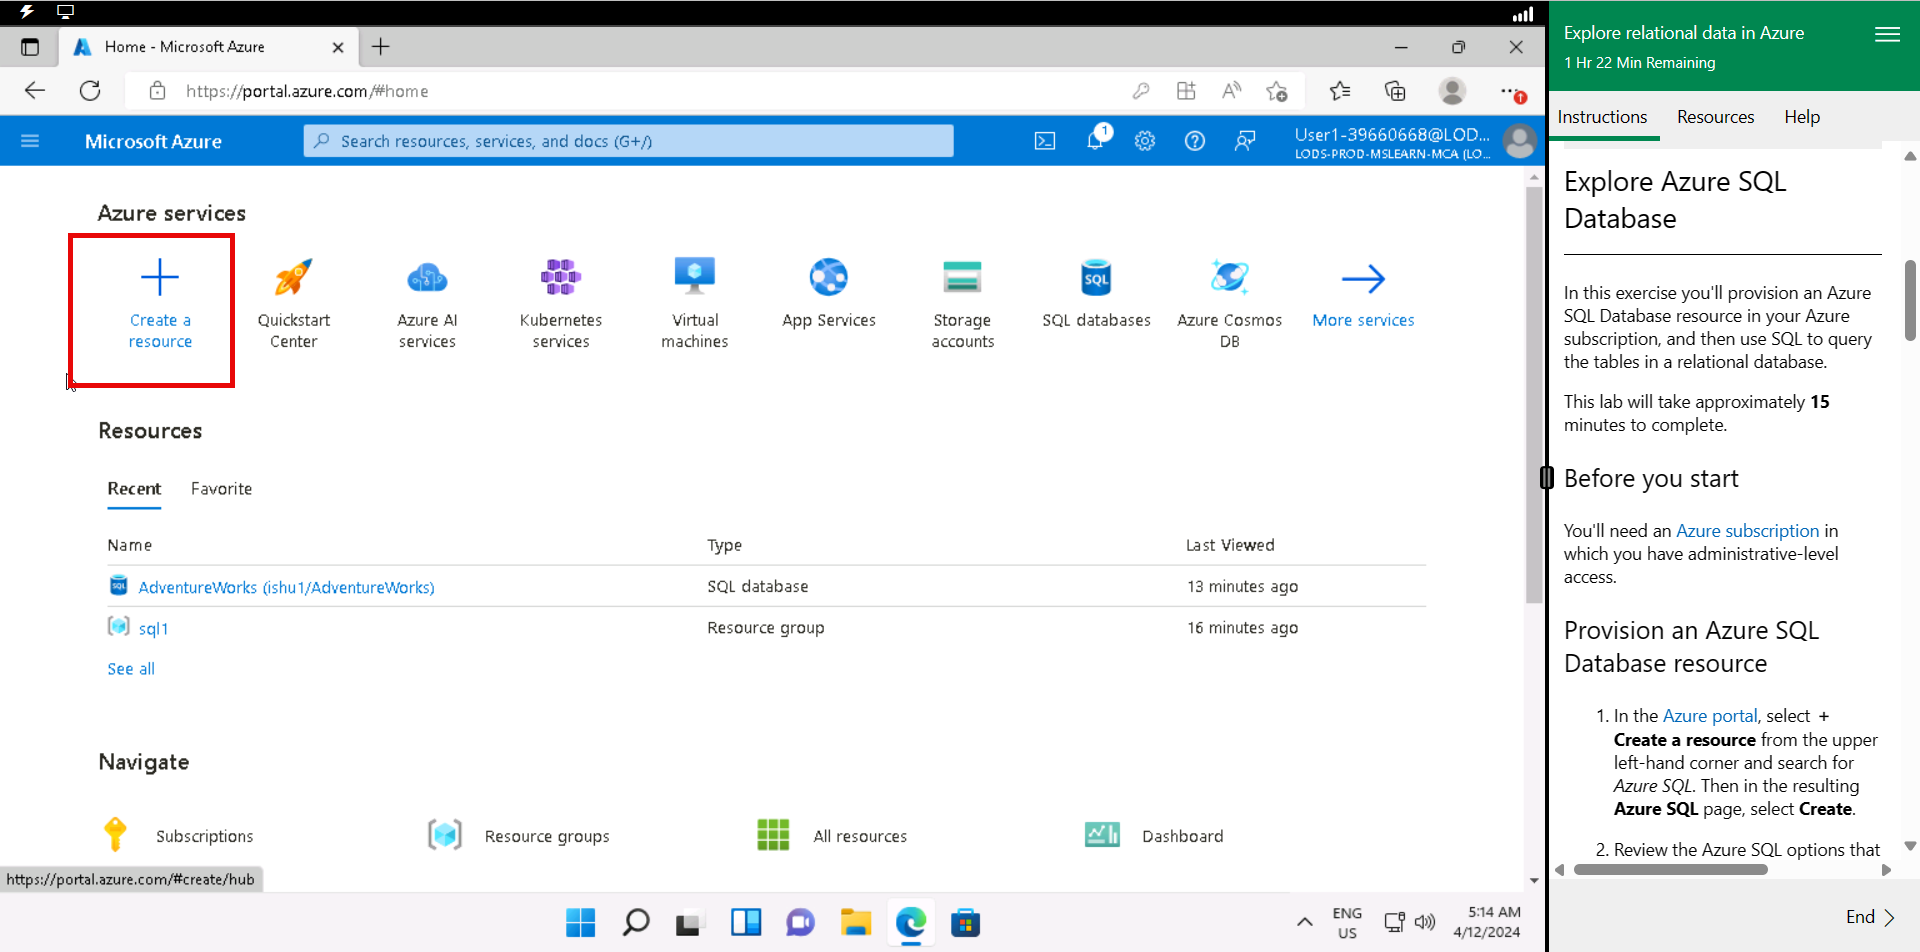 Home - Microsoft Azure
https://portal.azure.com/#home
Microsoft Azure
Search resources, services, and docs (G+/)
1
User1-39660668@LOD...
LODS-PROD-MSLEARN-MCA (LO...
Azure services
Create a
resource
Quickstart
Center
Azure AI
services
Kubernetes
services
Virtual
machines
App Services
Storage
accounts
SQL
SQL databases
Azure Cosmos
DB
More services
Resources
Recent
Favorite
Name
Type
Last Viewed
SQL
AdventureWorks (ishu1/AdventureWorks)
SQL database
13 minutes ago
sql1
Resource group
16 minutes ago
See all
Navigate
Subscriptions
Resource groups
All resources
Dashboard
https://portal.azure.com/#create/hub
ENG
US
5:14 AM
4/12/2024
Explore relational data in Azure
1 Hr 22 Min Remaining
Instructions
Resources
Help
Explore Azure SQL
Database
In this exercise you'll provision an Azure
SQL Database resource in your Azure
subscription, and then use SQL to query
the tables in a relational database.
This lab will take approximately 15
minutes to complete.
Before you start
You'll need an Azure subscription in
which you have administrative-level
access.
Provision an Azure SQL
Database resource
1. In the Azure portal, select +
Create a resource from the upper
left-hand corner and search for
Azure SQL. Then in the resulting
Azure SQL page, select Create.
2. Review the Azure SQL options that
End